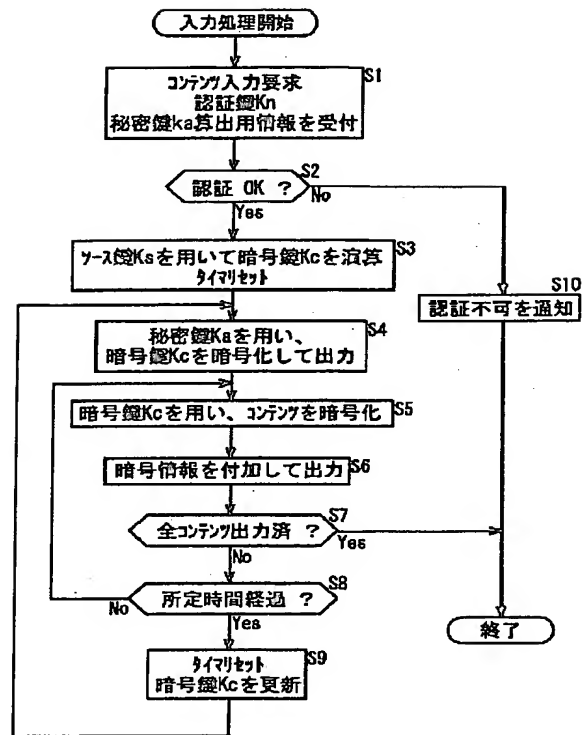 入力処理開始
S1
コンテンツ入力要求
認証鍵Kn
秘密鍵ka算出用情報を受付
S2
認証 OK ?
No
Yes
S3
ソース鍵Ksを用いて暗号鍵Kcを演算
タイマリセット
S10
認証不可を通知
S4
秘密鍵Kaを用い、
暗号鍵Kcを暗号化して出力
暗号鍵Kcを用い、コンテンツを暗号化
S5
暗号情報を付加して出力
S6
S7
全コンテンツ出力済 ?
Yes
No
S8
所定時間経過 ?
No
Yes
終了
S9
タイマリセット
暗号鍵Kcを更新